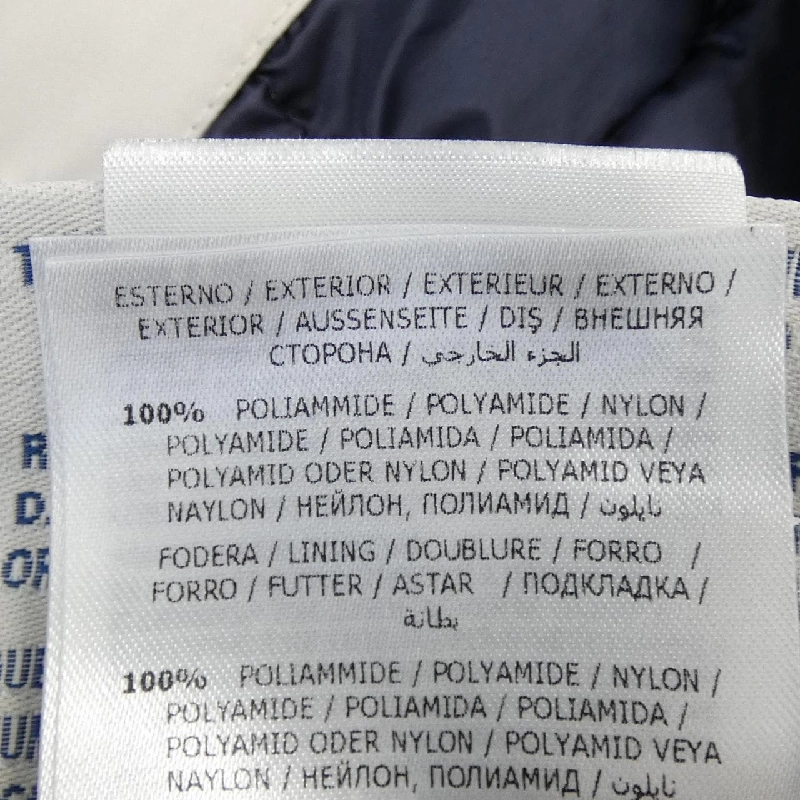 ESTERNO / EXTERIOR / EXTERIEUR / EXTERNO /
EXTERIOR / AUSSENSEITE / DIŞ / ВНЕШНЯЯ
СТОРОНА / الجزء الخارجي
100% POLIAMMIDE / POLYAMIDE / NYLON /
POLYAMIDE / POLIAMIDA / POLIAMIDA /
POLYAMID ODER NYLON / POLYAMID VEYA
NAYLON / НЕЙЛОН, ПОЛИАМИД / نايلون
FODERA / LINING / DOUBLURE / FORRO /
FORRO / FUTTER / ASTAR / ПОДКЛАДКА /
بطانة
100% POLIAMMIDE / POLYAMIDE / NYLON /
POLYAMIDE / POLIAMIDA / POLIAMIDA /
POLYAMID ODER NYLON / POLYAMID VEYA
NAYLON / НЕЙЛОН, ПОЛИАМИД / نايلون